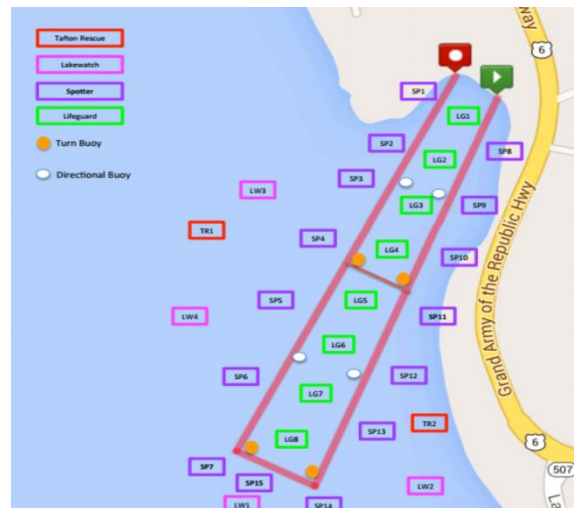 Tafton Rescue
Lakewatch
Spotter
Lifeguard
Turn Buoy
Directional Buoy
way
6
SP1
LG1
SP2
LG2
SP8
SP3
LW3
LG3
SP9
TR1
SP4
LG4
SP10
Grand Army of the Republic Hwy
SP5
LG5
LW4
SP11
LG6
SP6
SP12
LG7
TR2
SP13
LG8
6
SP7
507
SP15
LW2
LW1
SP14
La